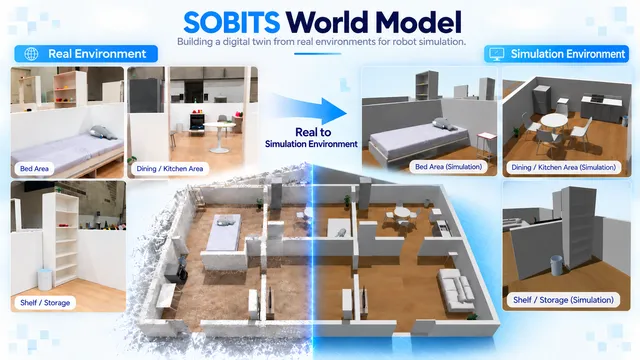 SOBITS World Model
Building a digital twin from real environments for robot simulation.
Real Environment
Simulation Environment
Bed Area
Dining / Kitchen Area
Real to
Simulation Environment
Bed Area (Simulation)
Dining / Kitchen Area (Simulation)
Shelf / Storage
Shelf / Storage (Simulation)